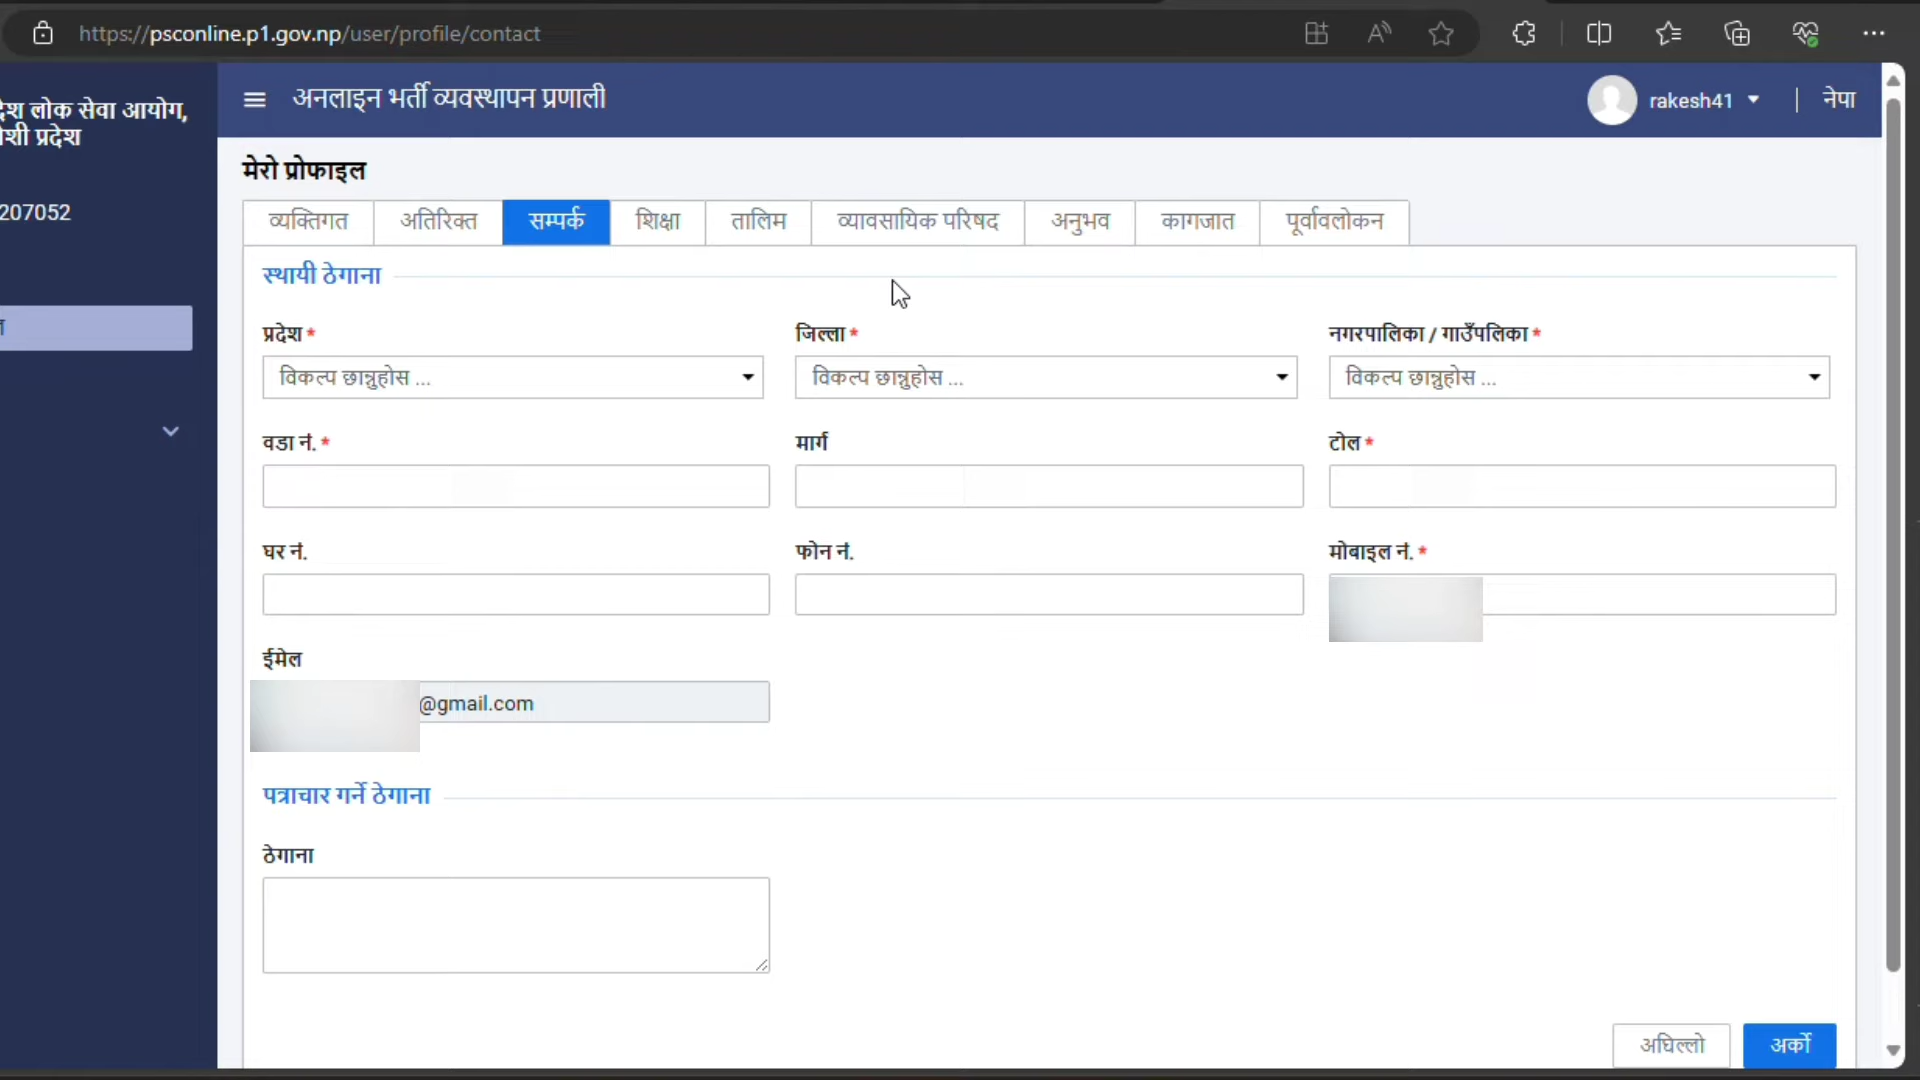 https://psconline.p1.gov.np/user/profile/contact
लोक सेवा आयोग,
प्रदेश
अनलाइन भर्ती व्यवस्थापन प्रणाली
rakesh41
नेपा
207052
मेरो प्रोफाइल
व्यक्तिगत अतिरिक्त सम्पर्क शिक्षा तालिम व्यावसायिक परिषद अनुभव कागजात पूर्वावलोकन
स्थायी ठेगाना
प्रदेश * जिल्ला * नगरपालिका / गाउँपलिका *
विकल्प छान्नुहोस ... विकल्प छान्नुहोस ... विकल्प छान्नुहोस ...
वडा नं. * मार्ग टोल *
घर नं. फोन नं. मोबाइल नं. *
ईमेल
@gmail.com
पत्राचार गर्ने ठेगाना
ठेगाना
अघिल्लो अर्को